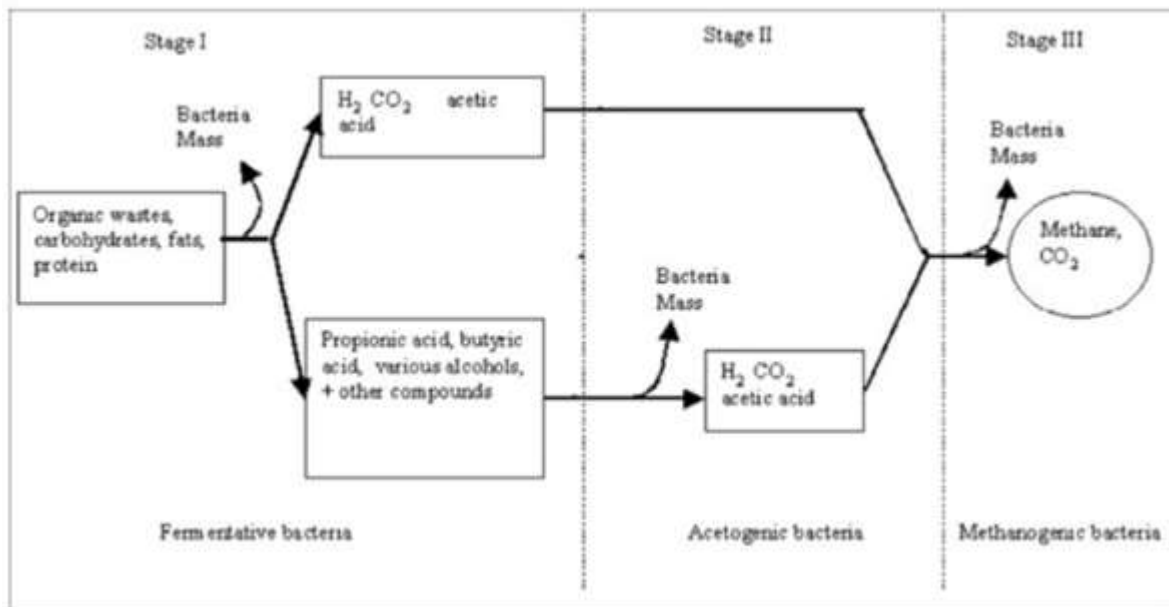 Stage I
Stage II
Stage III
Bacteria
Mass
H₂ CO₂ acetic
acid
Bacteria
Mass
Organic wastes,
carbohydrates, fats,
protein
Methane,
CO₂
Bacteria
Mass
Propionic acid, butyric
acid, various alcohols,
+ other compounds
H₂ CO₂
acetic acid
Fermentative bacteria
Acetogenic bacteria
Methanogenic bacteria